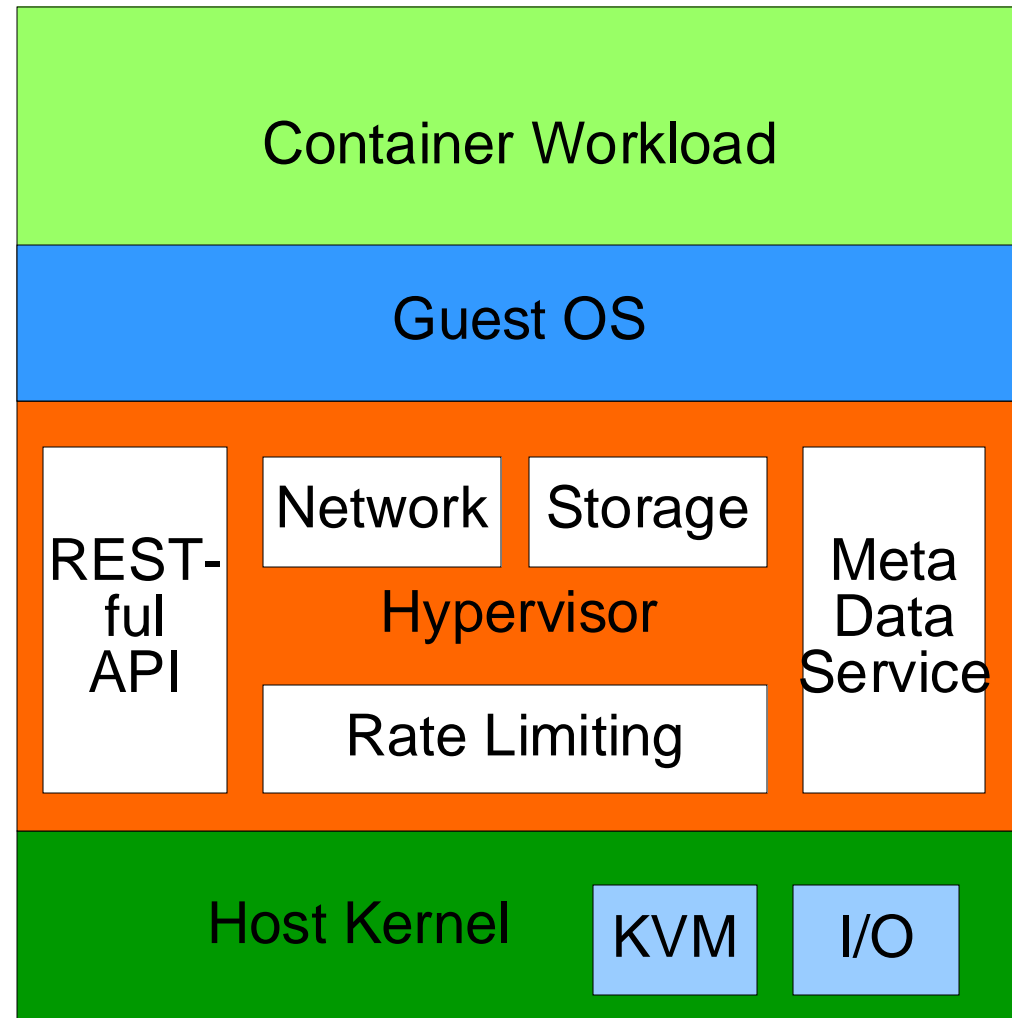 Container Workload
Guest OS
REST-
ful
API
Network
Storage
Hypervisor
Rate Limiting
Meta
Data
Service
Host Kernel
KVM
I/O